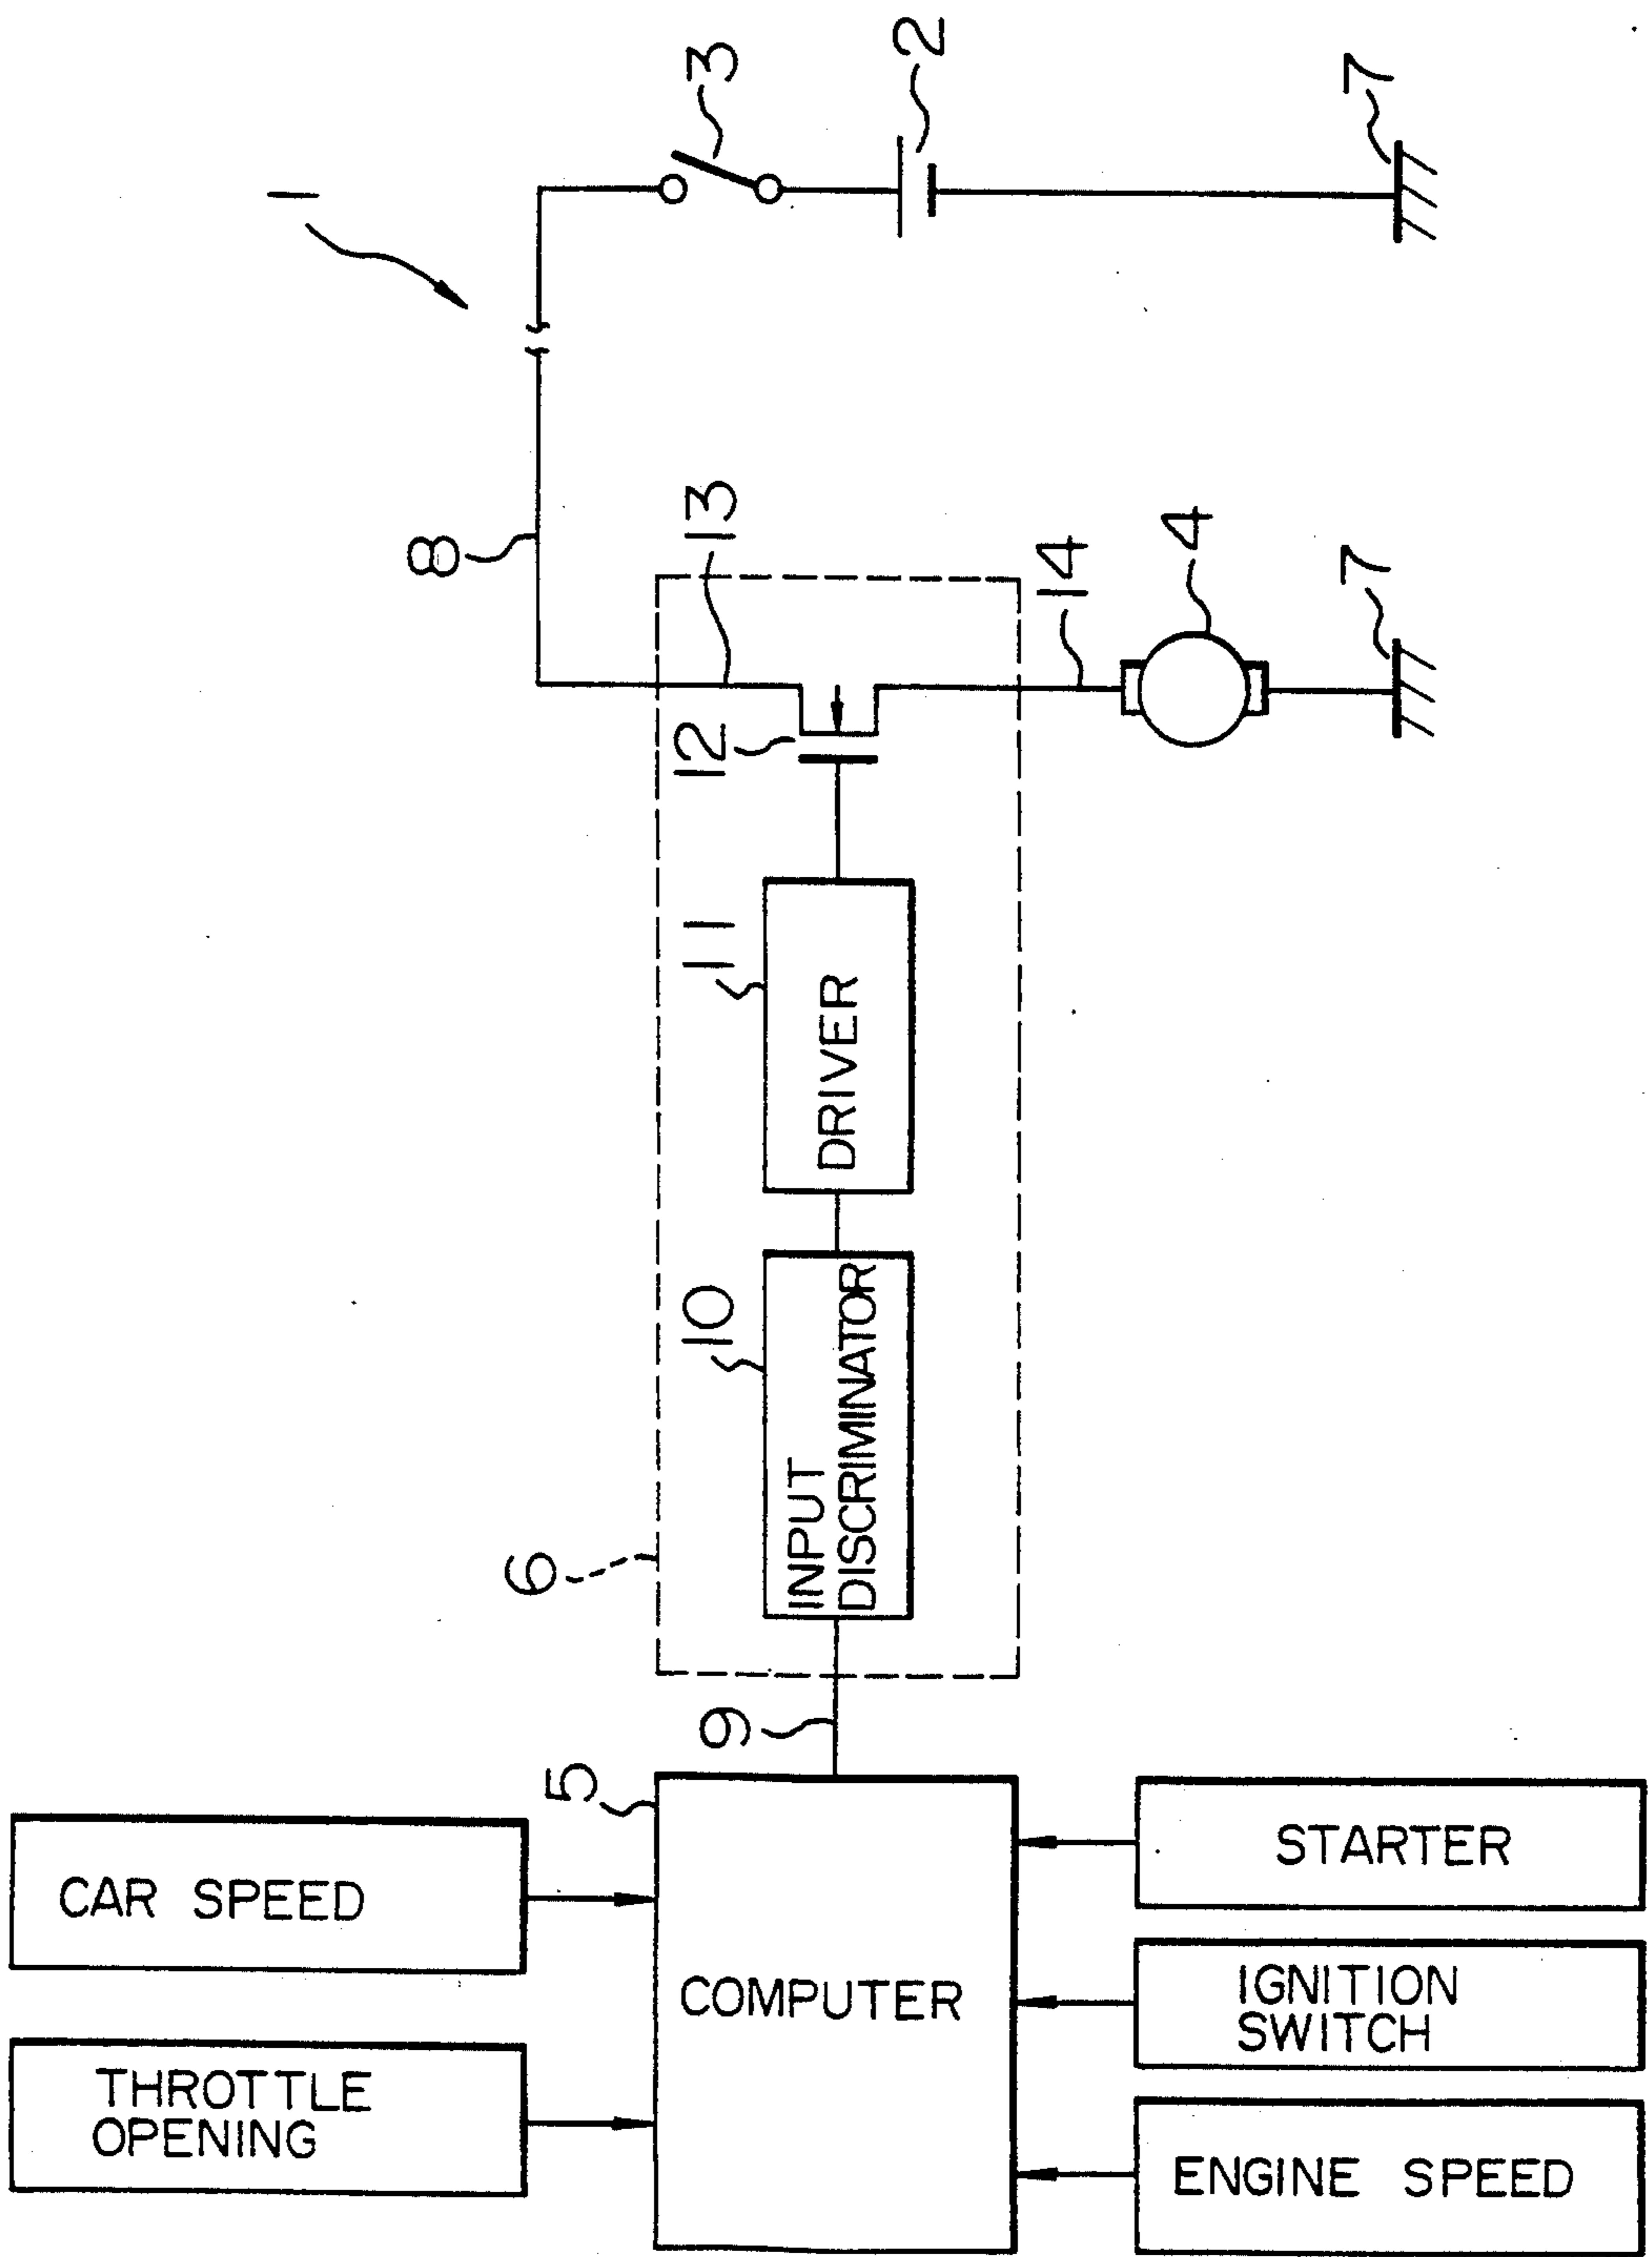 1
8
3
2
7
13
12
14
4
7
11
DRIVER
10
INPUT
DISCRIMINATOR
6
9
5
CAR SPEED
THROTTLE
OPENING
COMPUTER
STARTER
IGNITION
SWITCH
ENGINE SPEED